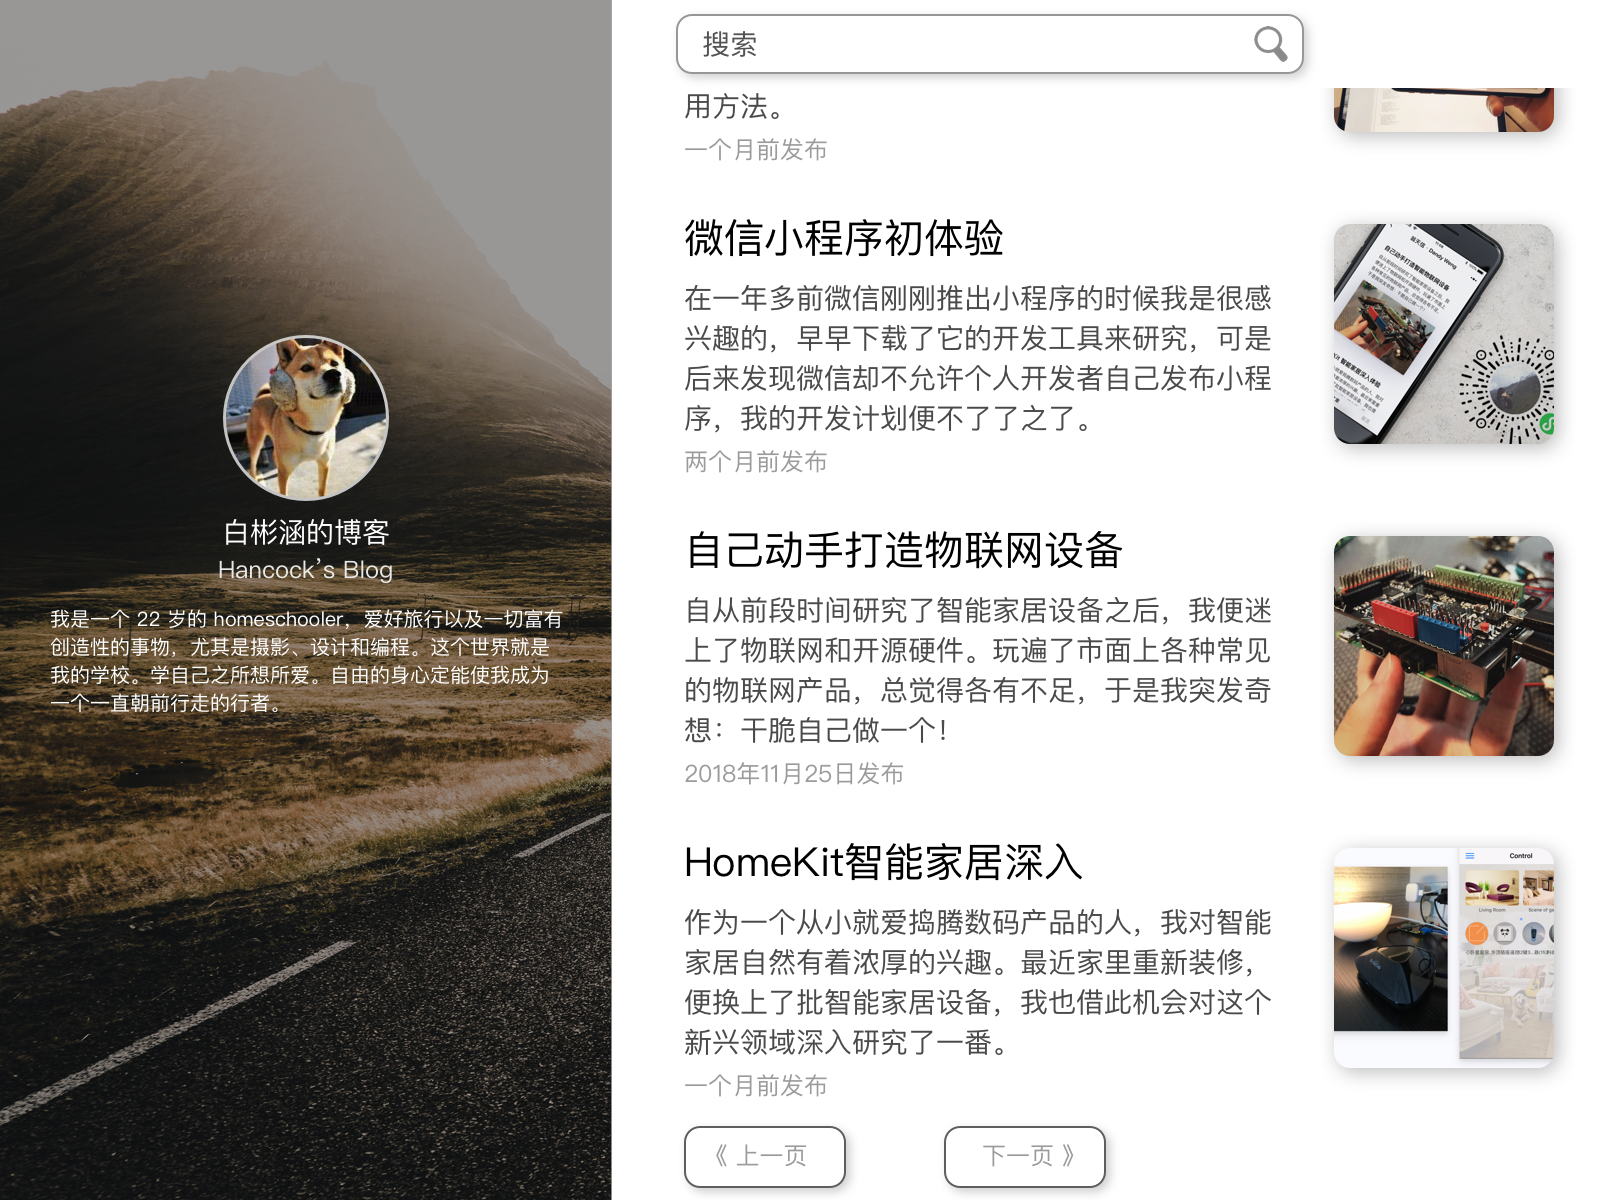 白彬涵的博客
Hancock's Blog
我是一个 22 岁的 homeschooler，爱好旅行以及一切富有
创造性的事物，尤其是摄影、设计和编程。这个世界就是
我的学校。学自己之所想所爱。自由的身心定能使我成为
一个一直朝前行走的行者。
搜索
用方法。
一个月前发布
微信小程序初体验
在一年多前微信刚刚推出小程序的时候我是很感
兴趣的，早早下载了它的开发工具来研究，可是
后来发现微信却不允许个人开发者自己发布小程
序，我的开发计划便不了了之了。
两个月前发布
自己动手打造智能物联网设备
自己动手打造物联网设备
自从前段时间研究了智能家居设备之后，我便迷
上了物联网和开源硬件。玩遍了市面上各种常见
的物联网产品，总觉得各有不足，于是我突发奇
想：干脆自己做一个！
2018年11月25日发布
HomeKit智能家居深入
作为一个从小就爱捣腾数码产品的人，我对智能
家居自然有着浓厚的兴趣。最近家里重新装修，
便换上了批智能家居设备，我也借此机会对这个
新兴领域深入研究了一番。
一个月前发布
Control
Living Room
《 上一页
下一页 》